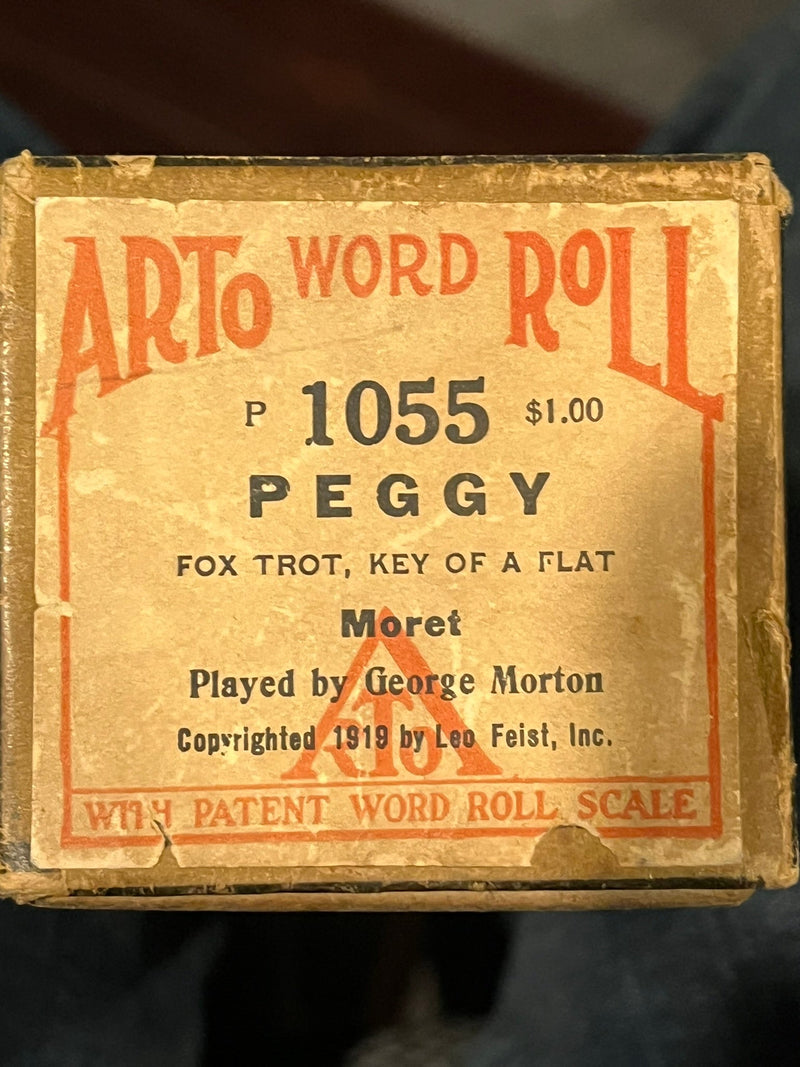 ARTO WORD ROLL
P 1055 $1.00
PEGGY
FOX TROT, KEY OF A FLAT
Moret
Played by George Morton
ARTO
Copyrighted 1919 by Leo Feist, Inc.
WITH PATENT WORD ROLL SCALE